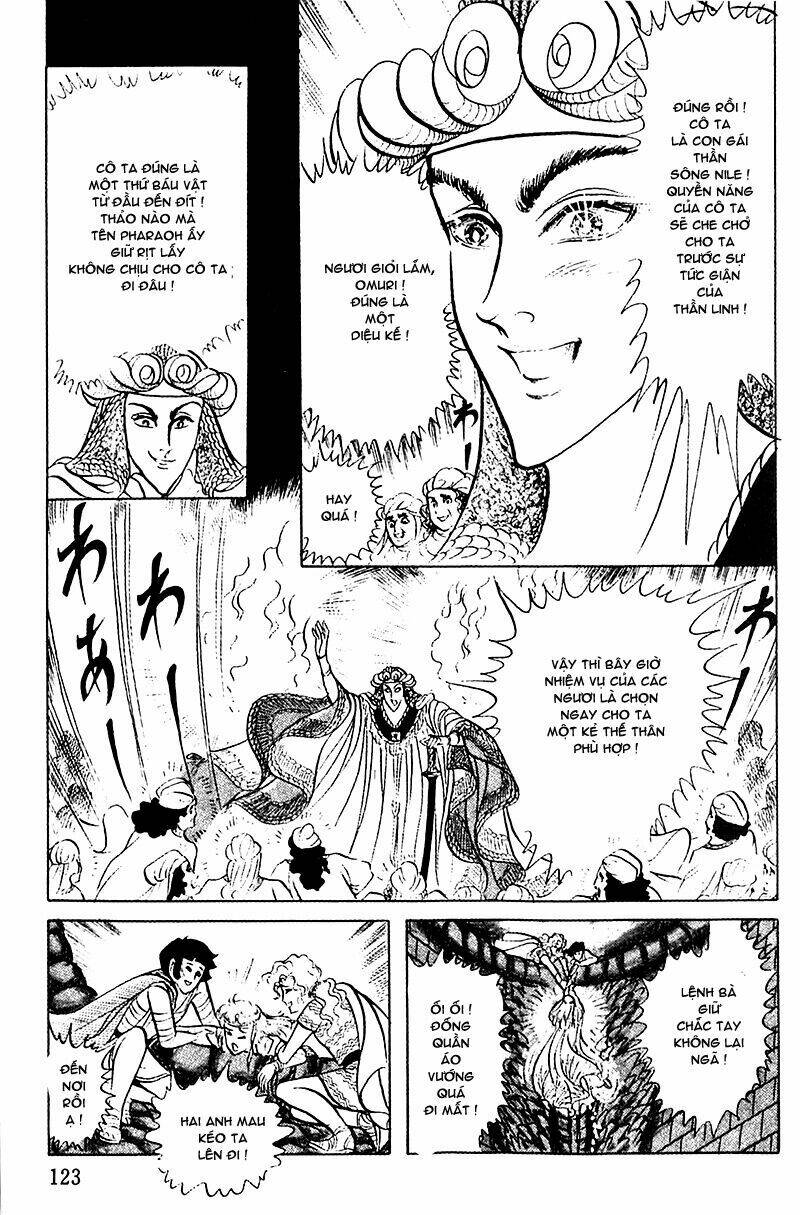 ĐÚNG RỒI !
CÔ TA
LÀ CON GÁI
THẦN
SÔNG NILE !
QUYỀN NĂNG
CỦA CÔ TA
SẼ CHE CHỞ
CHO TA
TRƯỚC SỰ
TỨC GIẬN
CỦA
THẦN LINH !
NGƯƠI GIỎI LẮM,
OMURI !
ĐÚNG LÀ
MỘT
DIỆU KẾ !
HAY
QUÁ !
わー
CÔ TA ĐÚNG LÀ
MỘT THỨ BÁU VẬT
TỪ ĐẦU ĐẾN ĐÍT !
THẢO NÀO MÀ
TÊN PHARAOH ẤY
GIỮ RỊT LẤY
KHÔNG CHỊU CHO CÔ TA
ĐI ĐÂU !
わー
VẬY THÌ BÂY GIỜ
NHIỆM VỤ CỦA CÁC
NGƯƠI LÀ CHỌN
NGAY CHO TA
MỘT KẺ THẾ THÂN
PHÙ HỢP !
わー
わあー
LỆNH BÀ
GIỮ
CHẮC TAY
KHÔNG LẠI
NGÃ !
ỐI ỐI !
ĐỐNG
QUẦN
ÁO
VƯỚNG
QUÁ
ĐI MẤT !
HAI ANH MAU
KÉO TA
LÊN ĐI !
ĐẾN
NƠI
RỒI
Ạ !
123